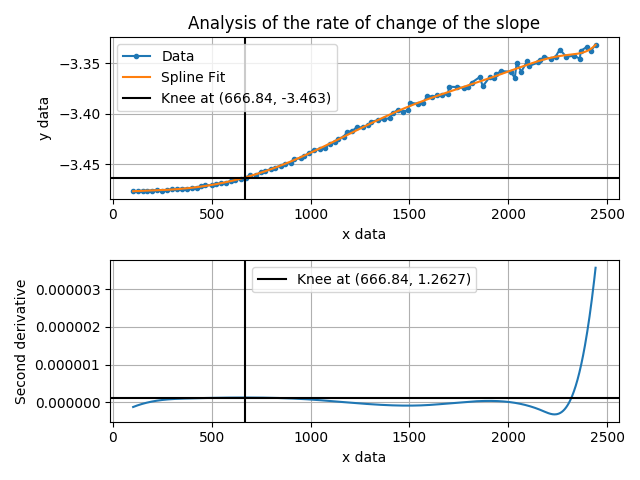 Analysis of the rate of change of the slope
Data
Spline Fit
Knee at (666.84, -3.463)
−3.35
−3.40
−3.45
y data
0 500 1000 1500 2000 2500
x data
Knee at (666.84, 1.2627)
0.000003
0.000002
0.000001
0.000000
Second derivative
0 500 1000 1500 2000 2500
x data